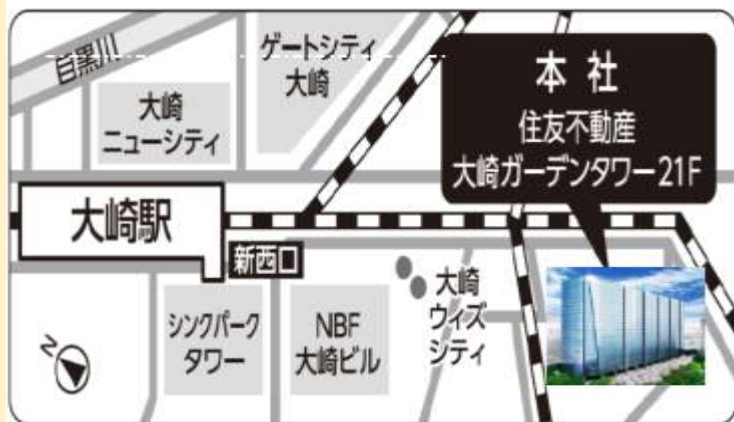 目黒川
ゲートシティ
大崎
大崎
ニューシティ
本社
住友不動産
大崎ガーデンタワー21F
大崎駅
新西口
シンクパーク
タワー
NBF
大崎ビル
大崎
ウィズ
シティ
N